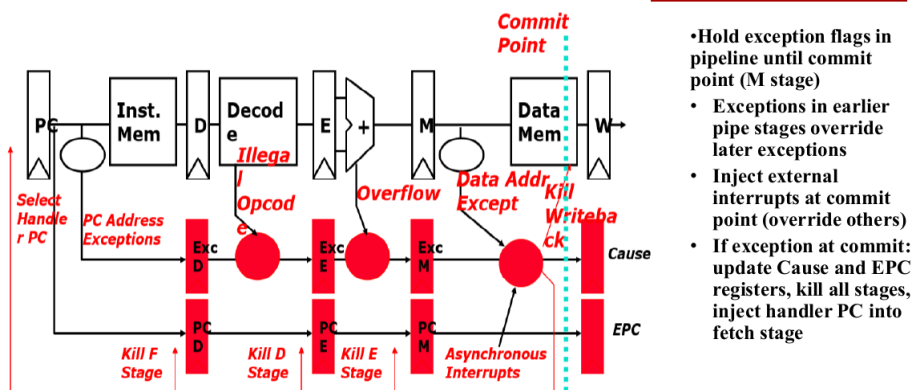 Commit
Point
PC
Inst.
Mem
D
Decod
e
E
+
M
Data
Mem
W
Illega
l
Opcod
e
Overflow
Data Addr
Except
Kill
Writeba
ck
Select
Handle
r PC
PC Address
Exceptions
Exc
D
Exc
E
Exc
M
Cause
PC
D
PC
E
PC
M
EPC
Kill F
Stage
Kill D
Stage
Kill E
Stage
Asynchronous
Interrupts
•Hold exception flags in
pipeline until commit
point (M stage)
• Exceptions in earlier
pipe stages override
later exceptions
• Inject external
interrupts at commit
point (override others)
• If exception at commit:
update Cause and EPC
registers, kill all stages,
inject handler PC into
fetch stage